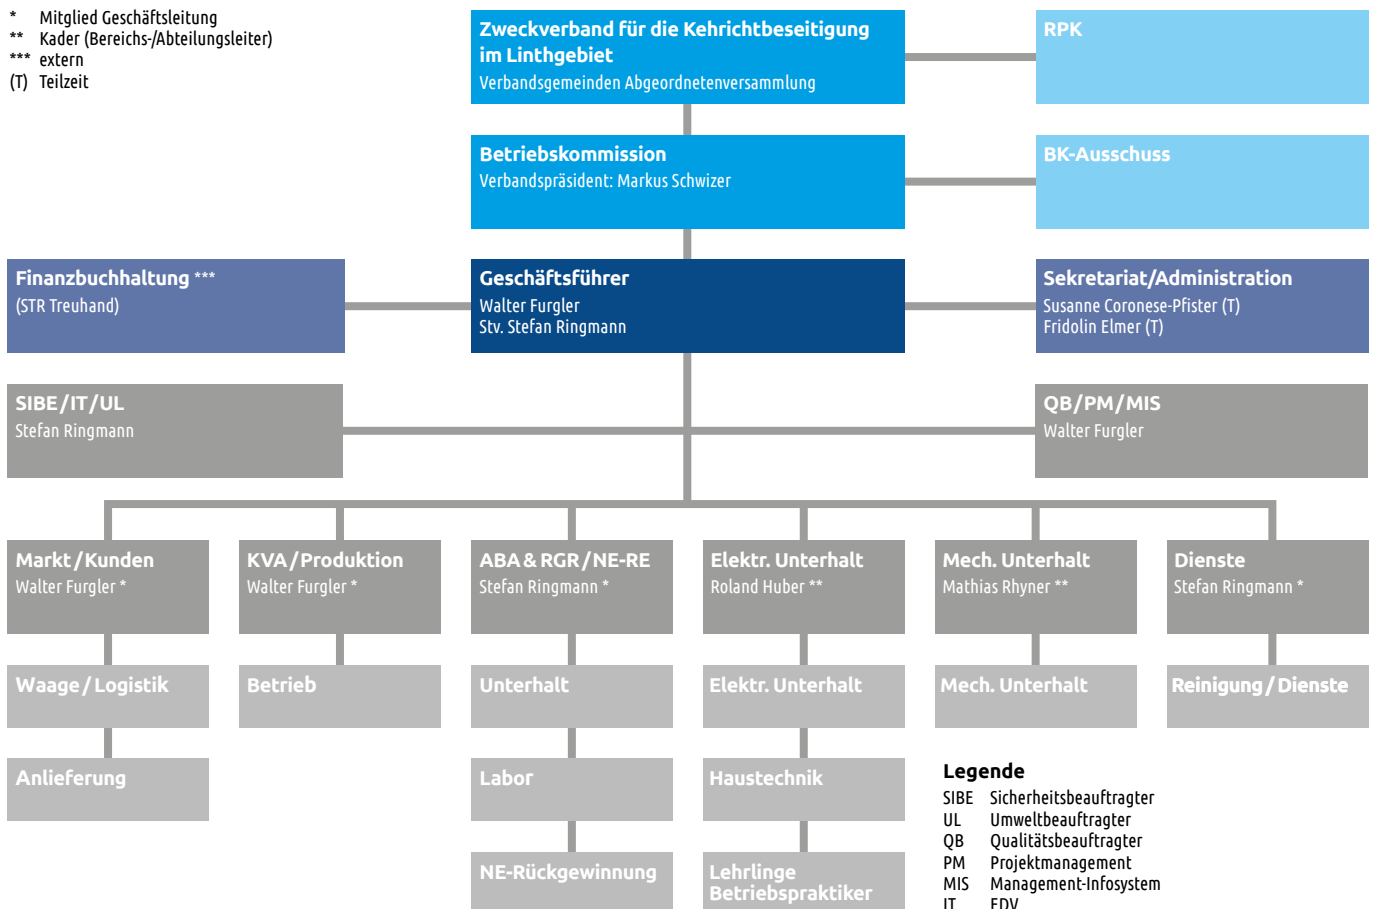 * Mitglied Geschäftsleitung
** Kader (Bereichs-/Abteilungsleiter)
*** extern
(T) Teilzeit
Zweckverband für die Kehrichtbeseitigung
im Linthgebiet
Verbandsgemeinden Abgeordnetenversammlung
RPK
Betriebskommission
Verbandspräsident: Markus Schwizer
BK-Ausschuss
Finanzbuchhaltung ***
(STR Treuhand)
Geschäftsführer
Walter Furgler
Stv. Stefan Ringmann
Sekretariat/Administration
Susanne Coronese-Pfister (T)
Fridolin Elmer (T)
SIBE/IT/UL
Stefan Ringmann
QB/PM/MIS
Walter Furgler
Markt/Kunden
Walter Furgler *
KVA/Produktion
Walter Furgler *
ABA & RGR/NE-RE
Stefan Ringmann *
Elektr. Unterhalt
Roland Huber **
Mech. Unterhalt
Mathias Rhyner **
Dienste
Stefan Ringmann *
Waage/Logistik
Betrieb
Unterhalt
Elektr. Unterhalt
Mech. Unterhalt
Reinigung/Dienste
Anlieferung
Labor
Haustechnik
NE-Rückgewinnung
Lehrlinge
Betriebspraktiker
Legende
SIBE Sicherheitsbeauftragter
UL Umweltbeauftragter
QB Qualitätsbeauftragter
PM Projektmanagement
MIS Management-Infosystem
IT EDV